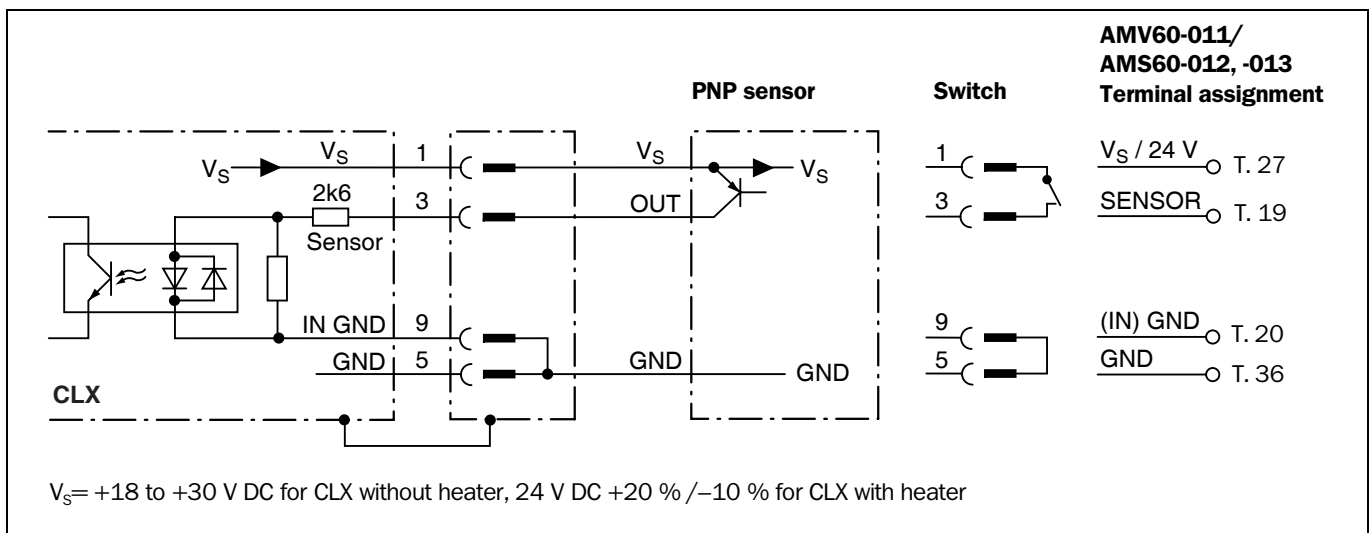 AMV60-011/
AMS60-012, -013
PNP sensor Switch Terminal assignment
VS VS 1 VS VS 1 VS / 24 V T. 27
2k6 3 OUT 3 SENSOR T. 19
Sensor
IN GND 9 9 (IN) GND T. 20
GND 5 GND GND 5 GND T. 36
CLX
VS= +18 to +30 V DC for CLX without heater, 24 V DC +20 % /–10 % for CLX with heater